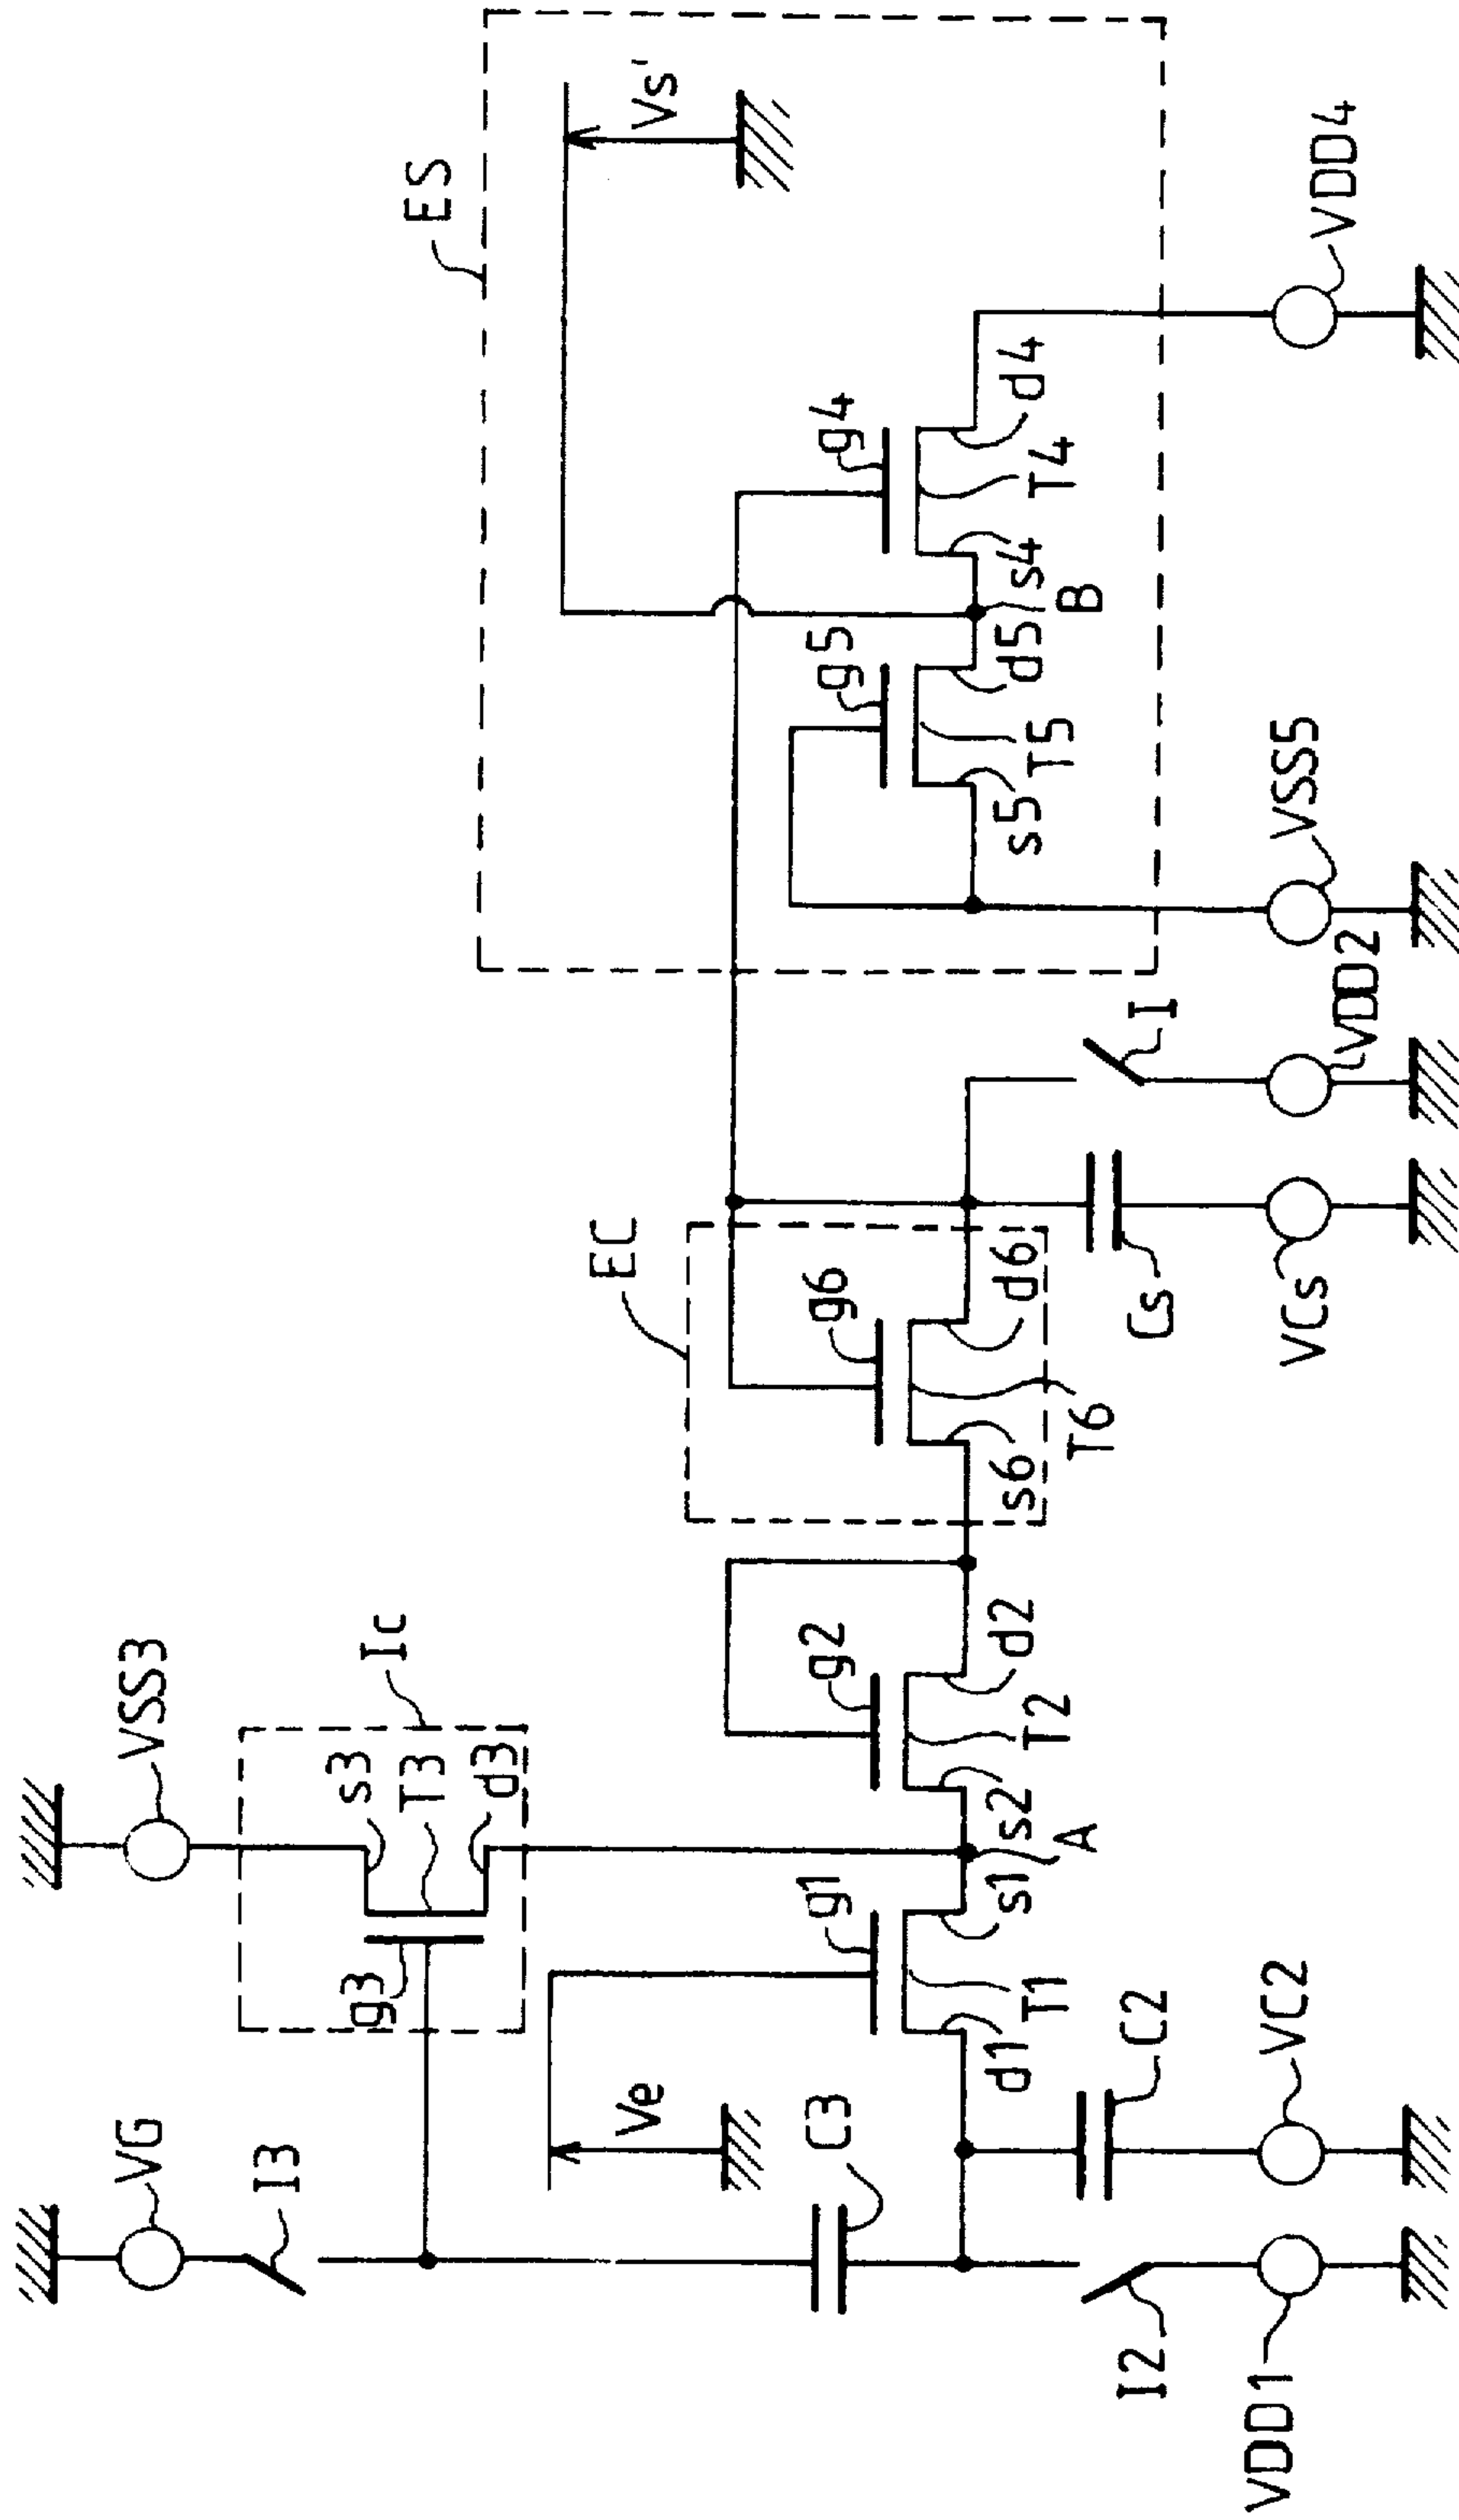 VG
VSS3
I3
s3
Ic
T3
g3
d3
ES
Vs'
EC
Ve
g5
g4
C3
g1
g2
g6
d1
T1
s1
s2
T2
d2
s6
d6
s5
T5
d5
s4
T4
d4
A
T6
B
I2
C2
Cs
I
VDD1
VC2
VCs
VDD2
VSS5
VDD4